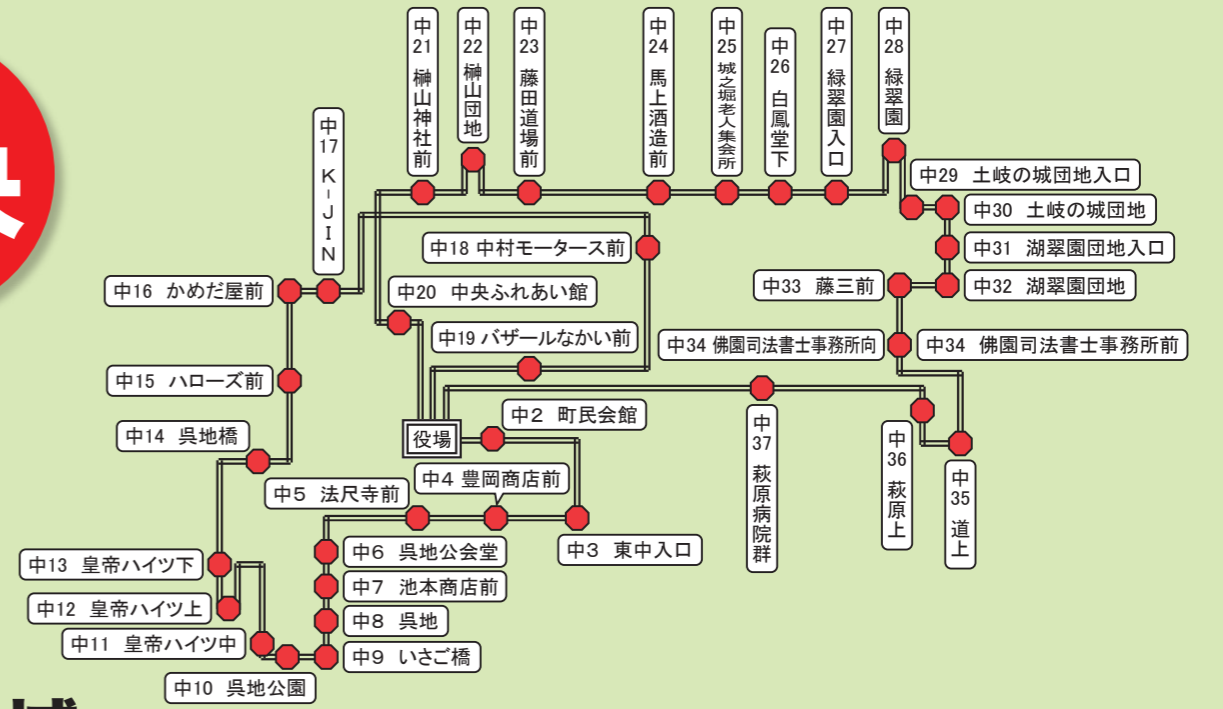 中21 榊山神社前
中22 榊山団地
中23 藤田道場前
中24 馬上酒造前
中25 城之堀老人集会所
中26 白鳳堂下
中27 緑翠園入口
中28 緑翠園
中17 K-JIN
中29 土岐の城団地入口
中30 土岐の城団地
中18 中村モータース前
中31 湖翠園団地入口
中16 かめだ屋前
中20 中央ふれあい館
中33 藤三前
中32 湖翠園団地
中19 バザールなかい前
中34 佛園司法書士事務所向
中34 佛園司法書士事務所前
中15 ハローズ前
中2 町民会館
中14 呉地橋
役場
中37 萩原病院群
中36 萩原上
中35 道上
中4 豊岡商店前
中5 法尺寺前
中6 呉地公会堂
中3 東中入口
中13 皇帝ハイツ下
中7 池本商店前
中12 皇帝ハイツ上
中8 呉地
中11 皇帝ハイツ中
中9 いさご橋
中10 呉地公園